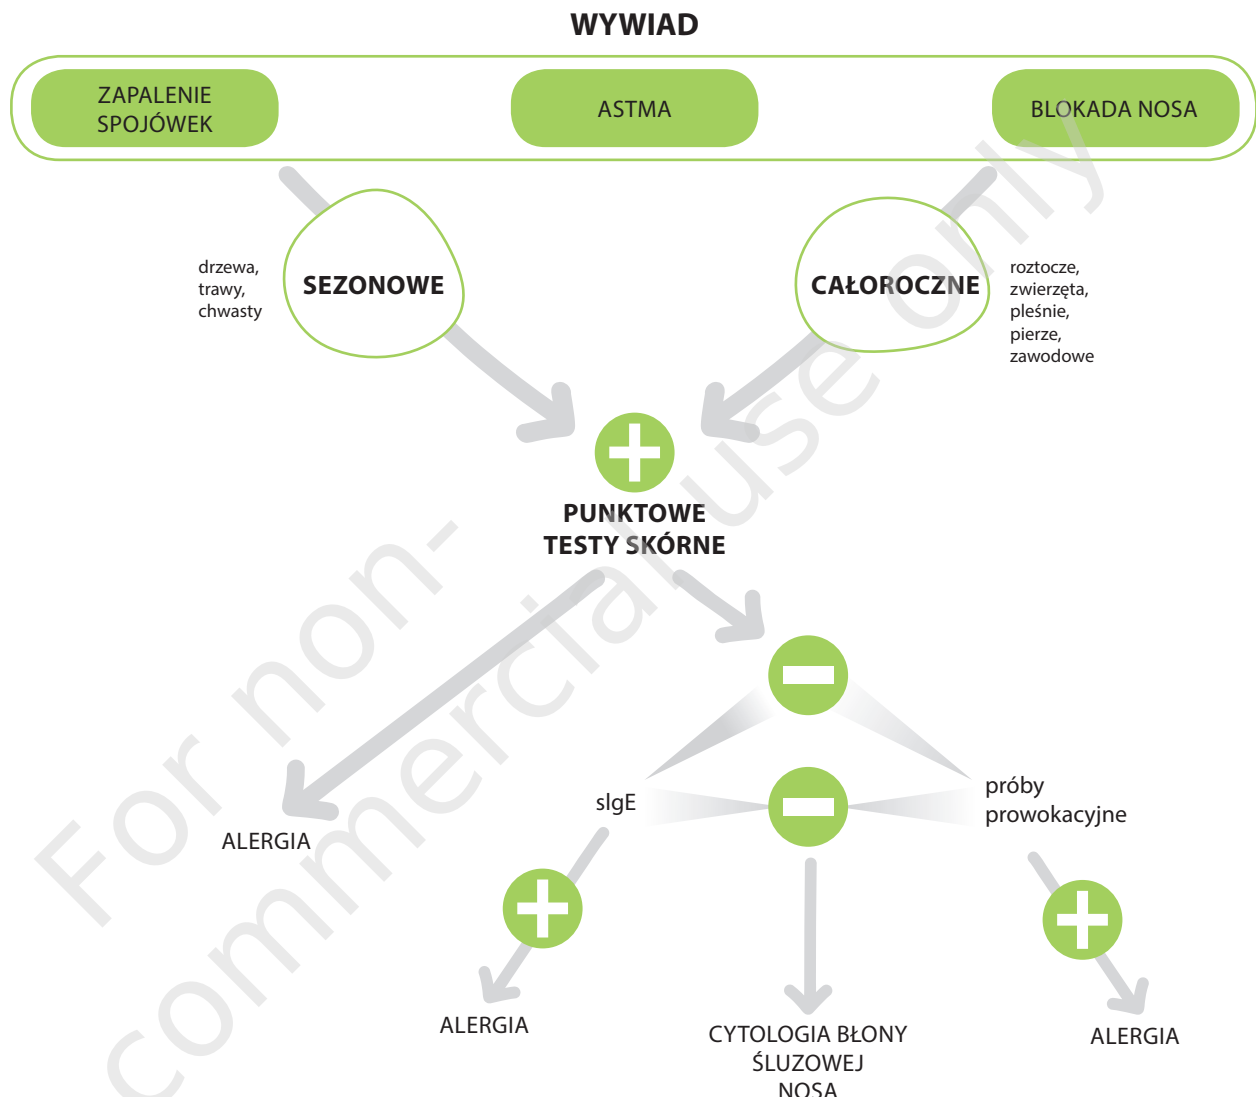 WYWIAD
ZAPALENIE
SPOJÓWEK
ASTMA
BLOKADA NOSA
drzewa,
trawy,
chwasty
SEZONOWE
CAŁOROCZNE
roztocze,
zwierzęta,
pleśnie,
pierze,
zawodowe
PUNKTOWE
TESTY SKÓRNE
ALERGIA
sIgE
próby
prowokacyjne
ALERGIA
CYTOLOGIA BŁONY
ŚLUZOWEJ
NOSA
ALERGIA
For non-
commercial use only